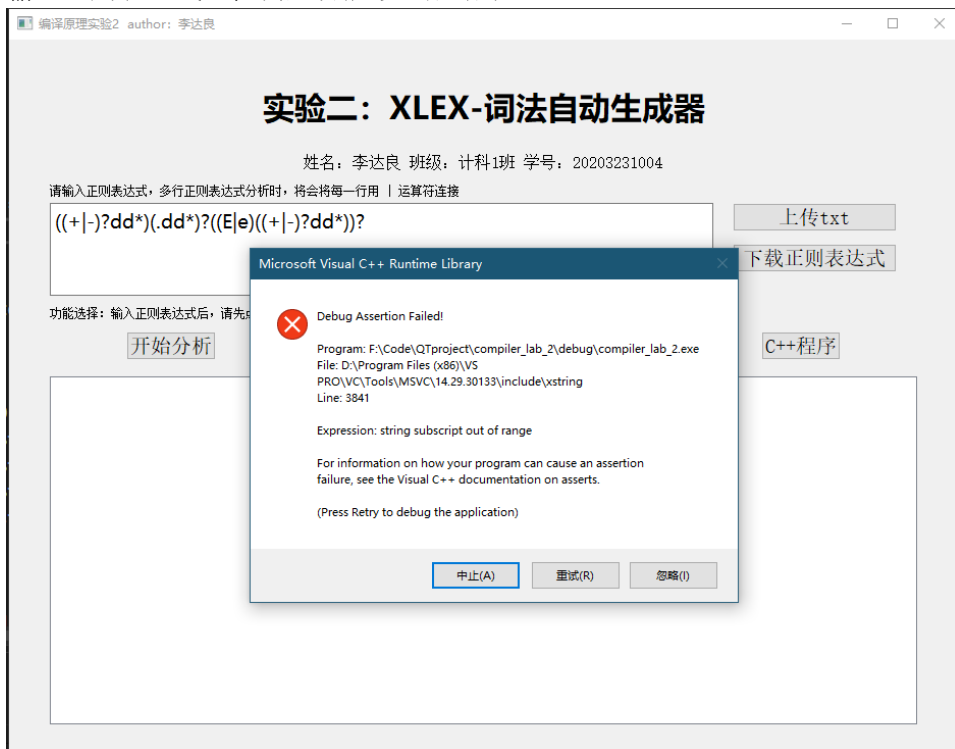 编译原理实验2 author: 李达良
实验二：XLEX-词法自动生成器
姓名：李达良 班级：计科1班 学号：20203231004
请输入正则表达式，多行正则表达式分析时，将会将每一行用 | 运算符连接
((+|-)?dd*)(.dd*)?((E|e)((+|-)?dd*))?
上传txt
下载正则表达式
Microsoft Visual C++ Runtime Library
Debug Assertion Failed!
Program: F:\Code\QTproject\compiler_lab_2\debug\compiler_lab_2.exe
File: D:\Program Files (x86)\VS
PRO\VC\Tools\MSVC\14.29.30133\include\xstring
Line: 3841
Expression: string subscript out of range
For information on how your program can cause an assertion
failure, see the Visual C++ documentation on asserts.
(Press Retry to debug the application)
中止(A) 重试(R) 忽略(I)
功能选择：输入正则表达式后，请先
开始分析
C++程序